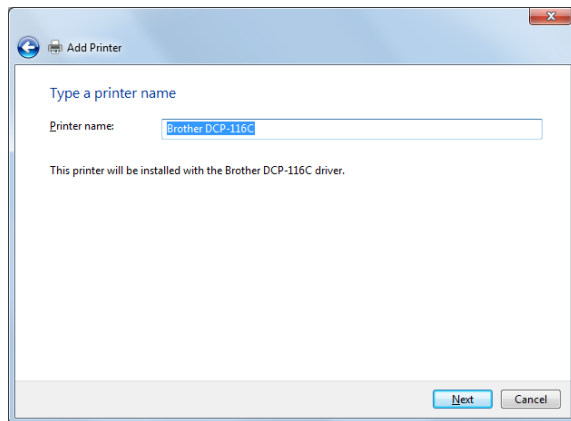 Add Printer
Type a printer name
Printer name:
Brother DCP-116C
This printer will be installed with the Brother DCP-116C driver.
Next
Cancel